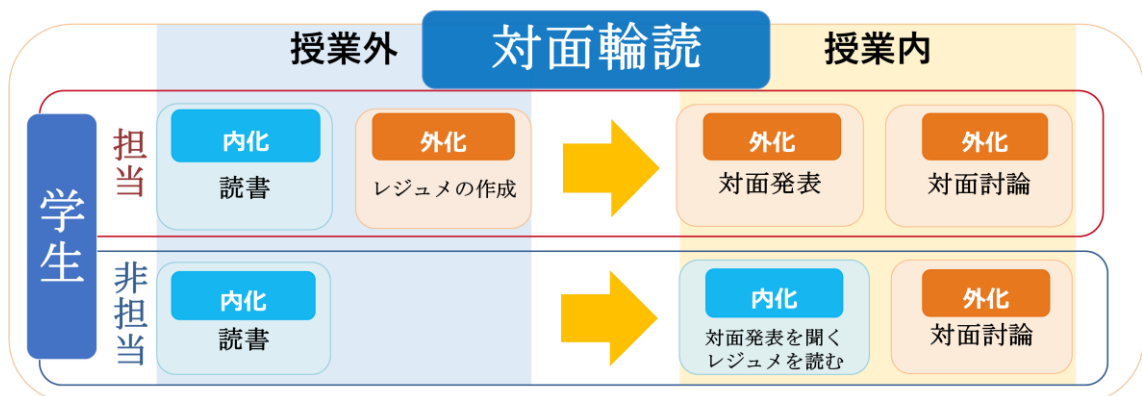 授業外
対面輪読
授業内
学生
担当
内化
読書
外化
レジュメの作成
外化
対面発表
外化
対面討論
非担当
内化
読書
内化
対面発表を聞く
レジュメを読む
外化
対面討論